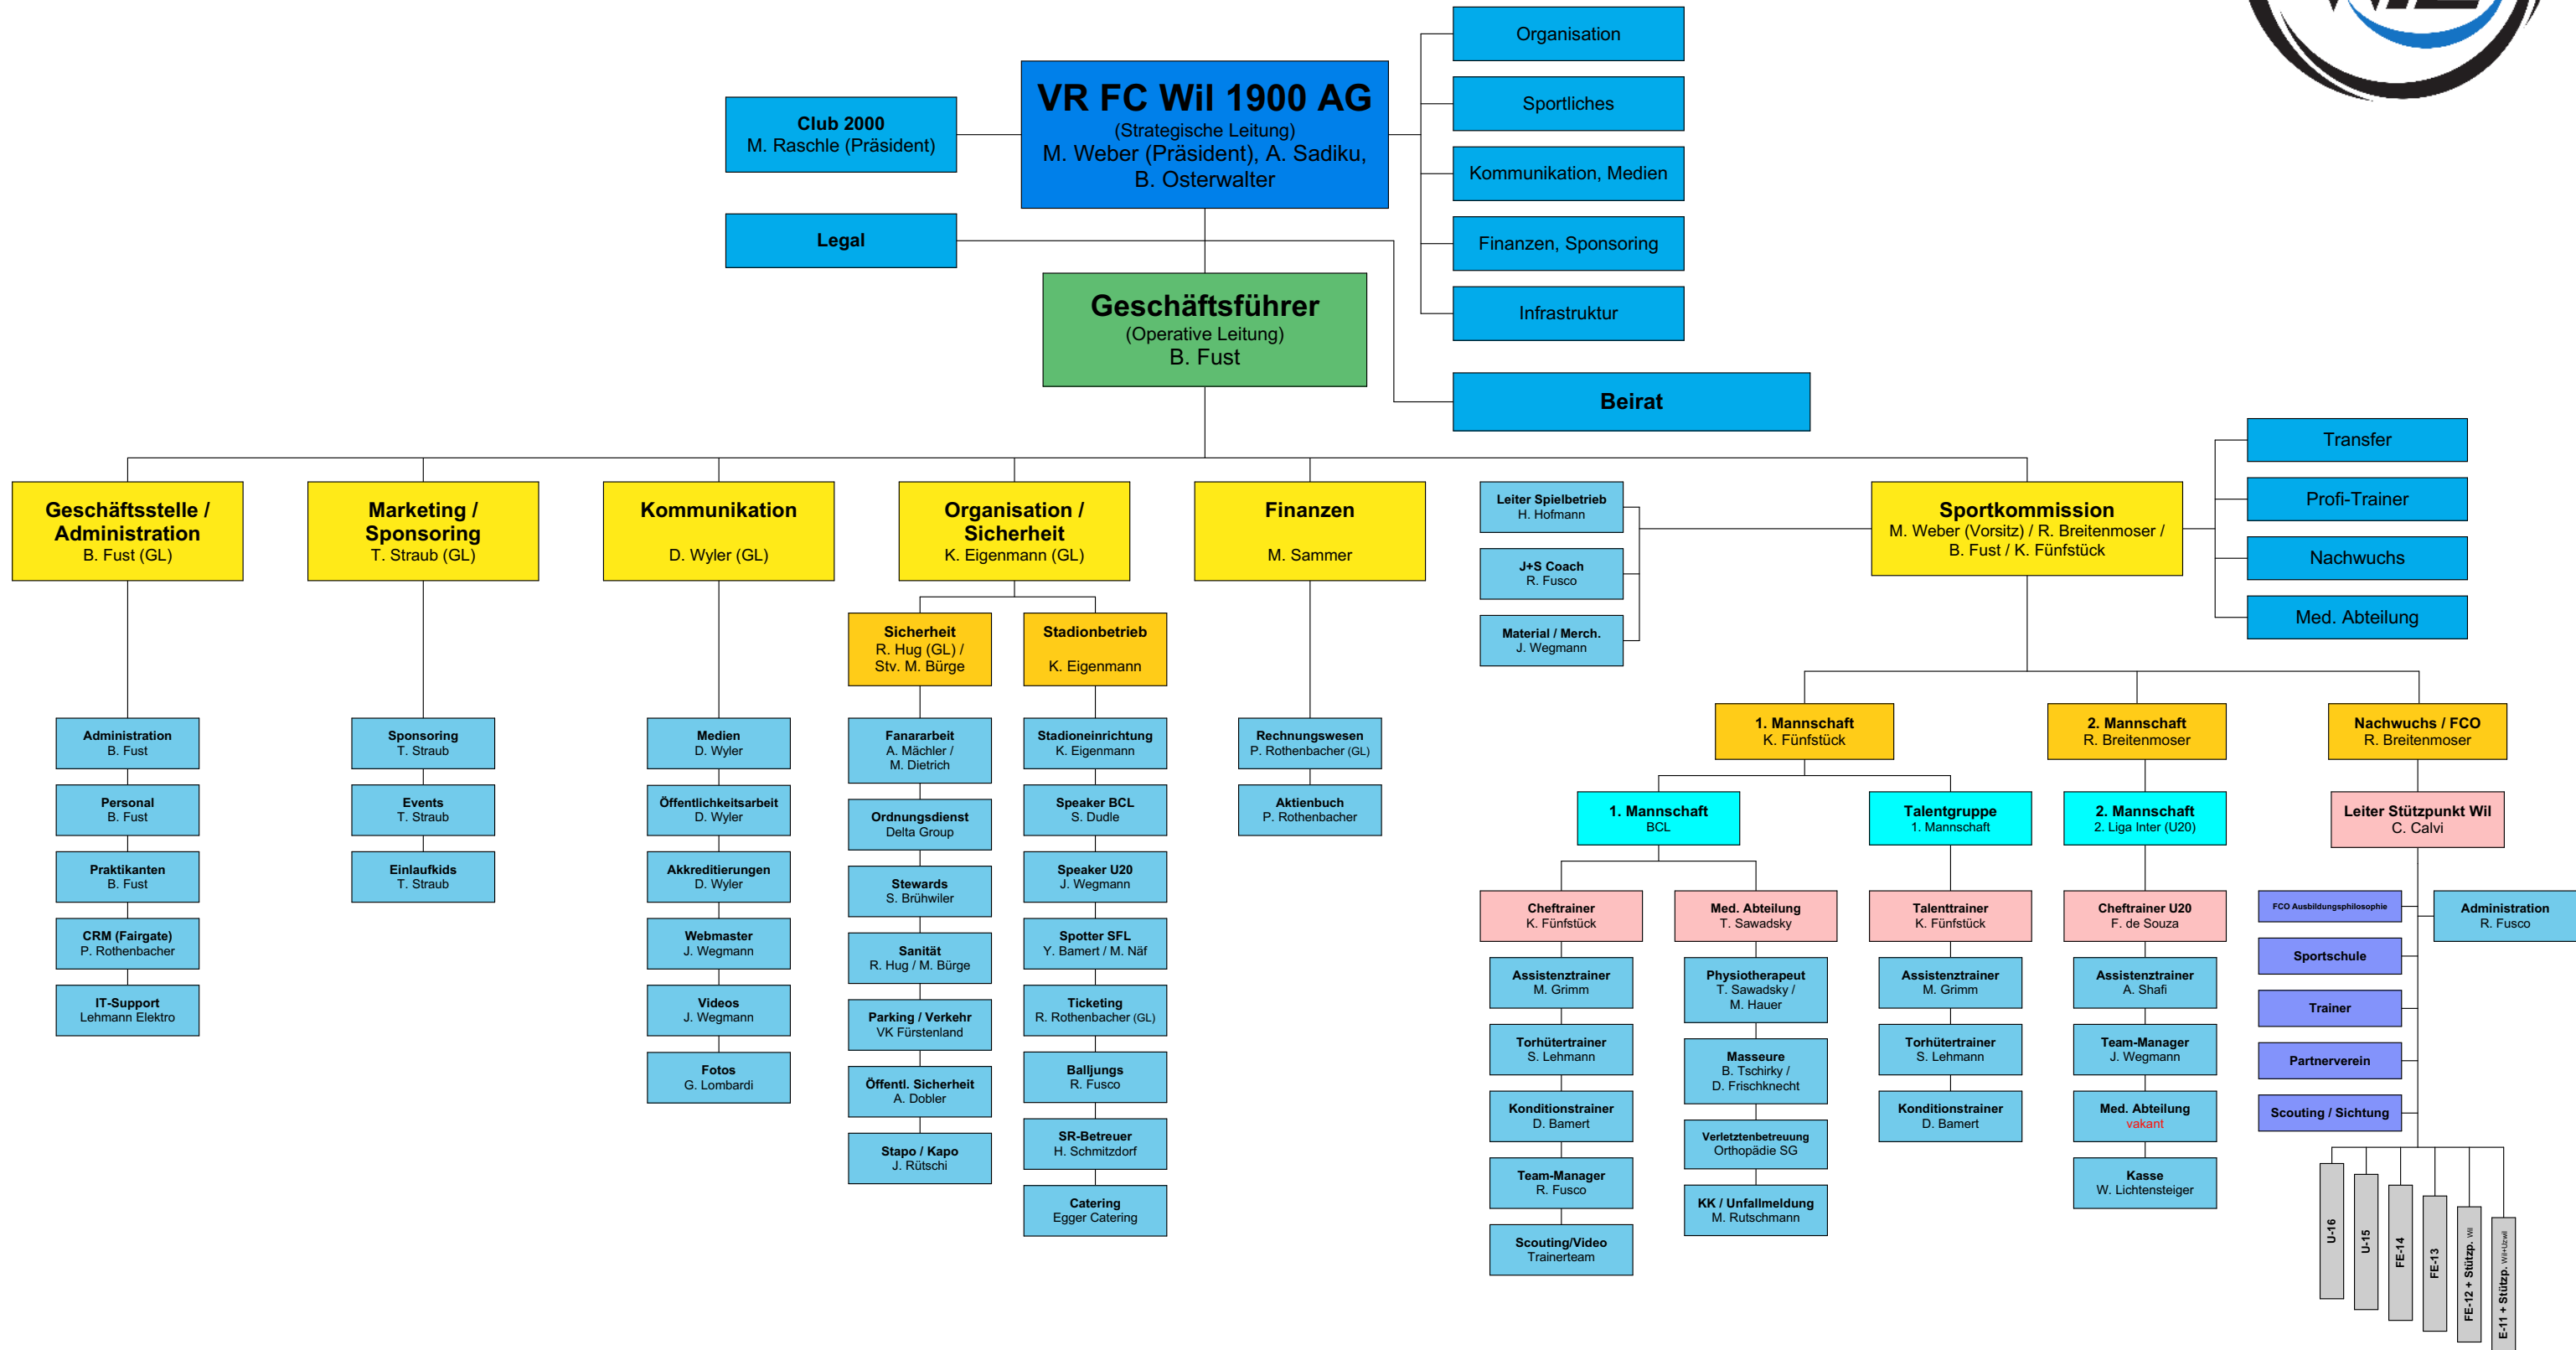 WIL
Organisation
Sportliches
Kommunikation, Medien
Finanzen, Sponsoring
Infrastruktur
VR FC Wil 1900 AG
(Strategische Leitung)
M. Weber (Präsident), A. Sadiku,
B. Osterwalter
Club 2000
M. Raschle (Präsident)
Legal
Geschäftsführer
(Operative Leitung)
B. Fust
Beirat
Transfer
Profi-Trainer
Nachwuchs
Med. Abteilung
Geschäftsstelle /
Administration
B. Fust (GL)
Marketing /
Sponsoring
T. Straub (GL)
Kommunikation
D. Wyler (GL)
Organisation /
Sicherheit
K. Eigenmann (GL)
Finanzen
M. Sammer
Leiter Spielbetrieb
H. Hofmann
J+S Coach
R. Fusco
Material / Merch.
J. Wegmann
Sportkommission
M. Weber (Vorsitz) / R. Breitenmoser /
B. Fust / K. Fünfstück
Sicherheit
R. Hug (GL) /
Stv. M. Bürge
Stadionbetrieb
K. Eigenmann
Administration
B. Fust
Personal
B. Fust
Praktikanten
B. Fust
CRM (Fairgate)
P. Rothenbacher
IT-Support
Lehmann Elektro
Sponsoring
T. Straub
Events
T. Straub
Einlaufkids
T. Straub
Medien
D. Wyler
Öffentlichkeitsarbeit
D. Wyler
Akkreditierungen
D. Wyler
Webmaster
J. Wegmann
Videos
J. Wegmann
Fotos
G. Lombardi
Fanararbeit
A. Mächler /
M. Dietrich
Ordnungsdienst
Delta Group
Stewards
S. Brühwiler
Sanität
R. Hug / M. Bürge
Parking / Verkehr
VK Fürstenland
Öffentl. Sicherheit
A. Dobler
Stapo / Kapo
J. Rütschi
Stadioneinrichtung
K. Eigenmann
Speaker BCL
S. Dudle
Speaker U20
J. Wegmann
Spotter SFL
Y. Bamert / M. Näf
Ticketing
R. Rothenbacher (GL)
Balljungs
R. Fusco
SR-Betreuer
H. Schmitzdorf
Catering
Egger Catering
Rechnungswesen
P. Rothenbacher (GL)
Aktienbuch
P. Rothenbacher
1. Mannschaft
K. Fünfstück
2. Mannschaft
R. Breitenmoser
Nachwuchs / FCO
R. Breitenmoser
1. Mannschaft
BCL
Talentgruppe
1. Mannschaft
2. Mannschaft
2. Liga Inter (U20)
Leiter Stützpunkt Wil
C. Calvi
Cheftrainer
K. Fünfstück
Assistenztrainer
M. Grimm
Torhütertrainer
S. Lehmann
Konditionstrainer
D. Bamert
Team-Manager
R. Fusco
Scouting/Video
Trainerteam
Med. Abteilung
T. Sawadsky
Physiotherapeut
T. Sawadsky /
M. Hauer
Masseure
B. Tschirky /
D. Frischknecht
Verletztenbetreuung
Orthopädie SG
KK / Unfallmeldung
M. Rutschmann
Talenttrainer
K. Fünfstück
Assistenztrainer
M. Grimm
Torhütertrainer
S. Lehmann
Konditionstrainer
D. Bamert
Cheftrainer U20
F. de Souza
Assistenztrainer
A. Shafi
Team-Manager
J. Wegmann
Med. Abteilung
vakant
Kasse
W. Lichtensteiger
FCO Ausbildungsphilosophie
Sportschule
Trainer
Partnerverein
Scouting / Sichtung
Administration
R. Fusco
U-16
U-15
FE-14
FE-13
FE-12 + Stützp. Wil
E-11 + Stützp. Wil+Uzwil